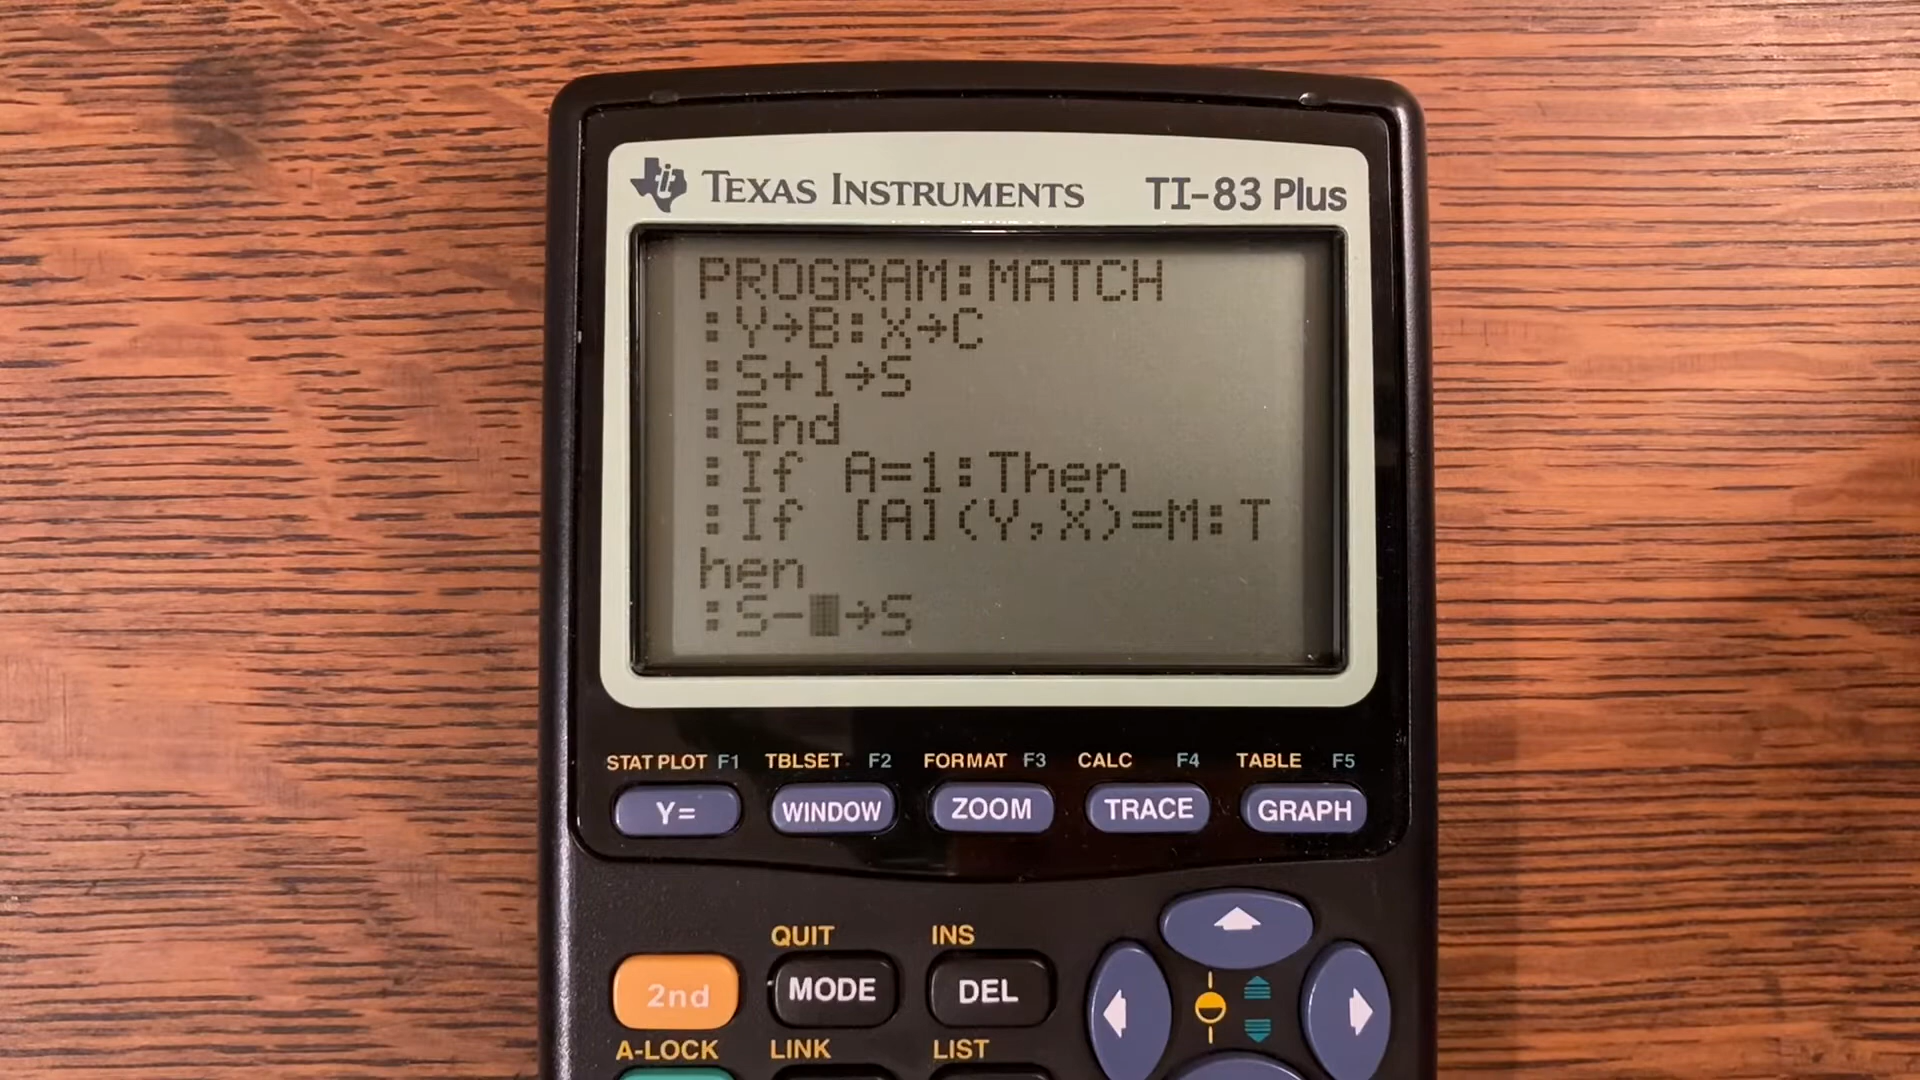 TEXAS INSTRUMENTS TI-83 Plus
PROGRAM:MATCH
:Y→B:X→C
:S+1→S
:End
:If A=1:Then
:If [A](Y,X)=M:T
hen
:S-→S
STAT PLOT F1 TBLSET F2 FORMAT F3 CALC F4 TABLE F5
Y= WINDOW ZOOM TRACE GRAPH
QUIT INS
2nd MODE DEL
A-LOCK LINK LIST